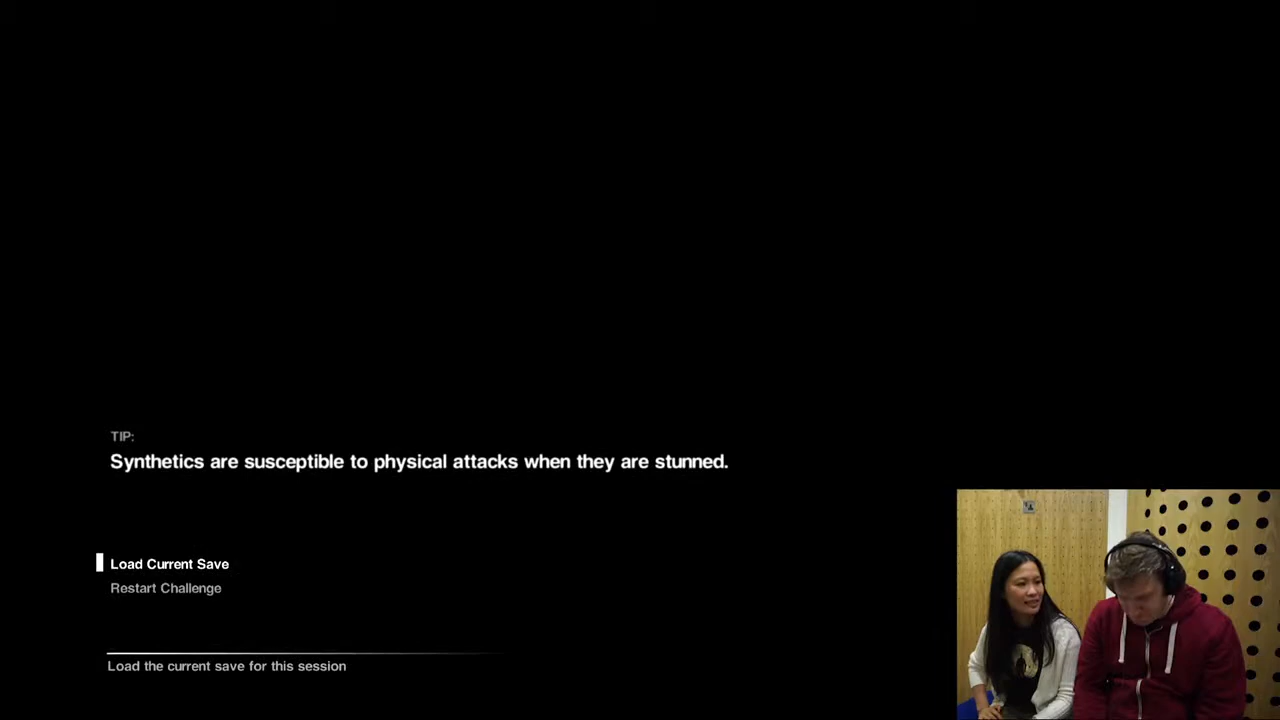 TIP:
Synthetics are susceptible to physical attacks when they are stunned.
Load Current Save
Restart Challenge
Load the current save for this session